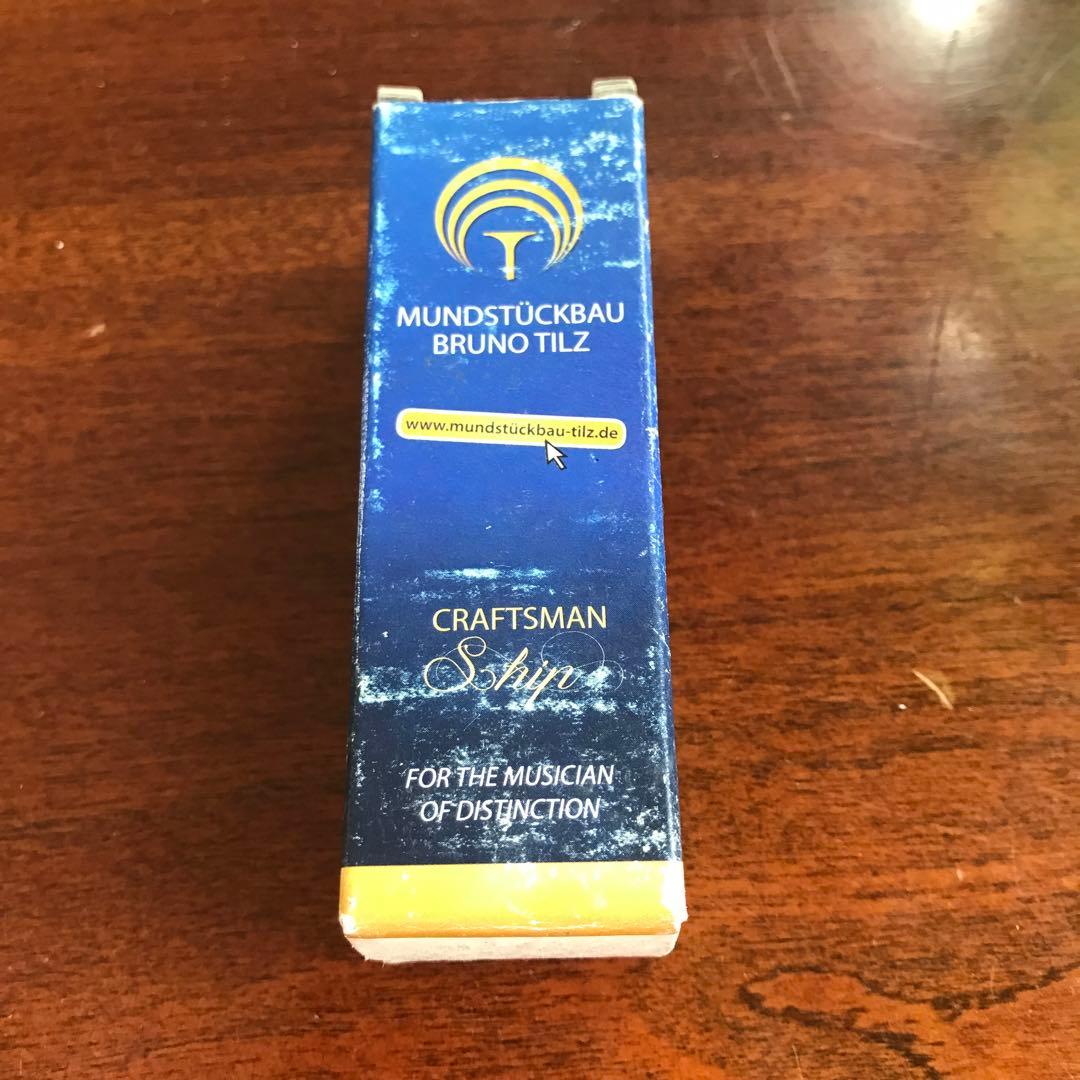 MUNDSTÜCKBAU
BRUNO TILZ
www.mundstückbau-tilz.de
CRAFTSMAN
Ship
FOR THE MUSICIAN
OF DISTINCTION